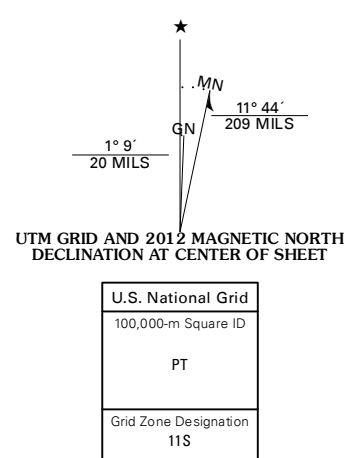 MN
11° 44´
209 MILS
GN
1° 9´
20 MILS
UTM GRID AND 2012 MAGNETIC NORTH
DECLINATION AT CENTER OF SHEET
U.S. National Grid
100,000-m Square ID
PT
Grid Zone Designation
11S